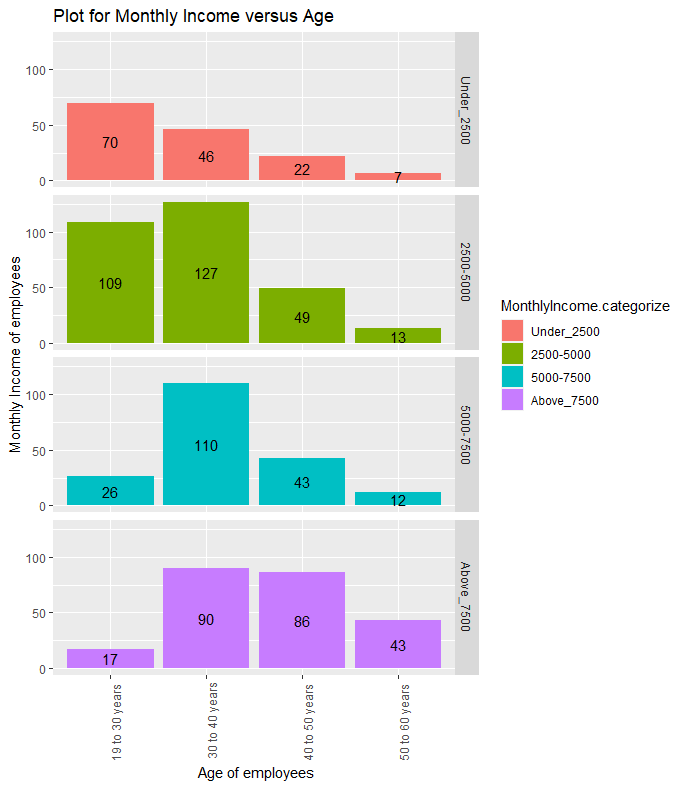 Plot for Monthly Income versus Age
Monthly Income of employees
100
50
0
70
46
22
7
Under_2500
100
50
0
109
127
49
13
2500-5000
100
50
0
26
110
43
12
5000-7500
100
50
0
17
90
86
43
Above_7500
19 to 30 years
30 to 40 years
40 to 50 years
50 to 60 years
Age of employees
MonthlyIncome.categorize
Under_2500
2500-5000
5000-7500
Above_7500